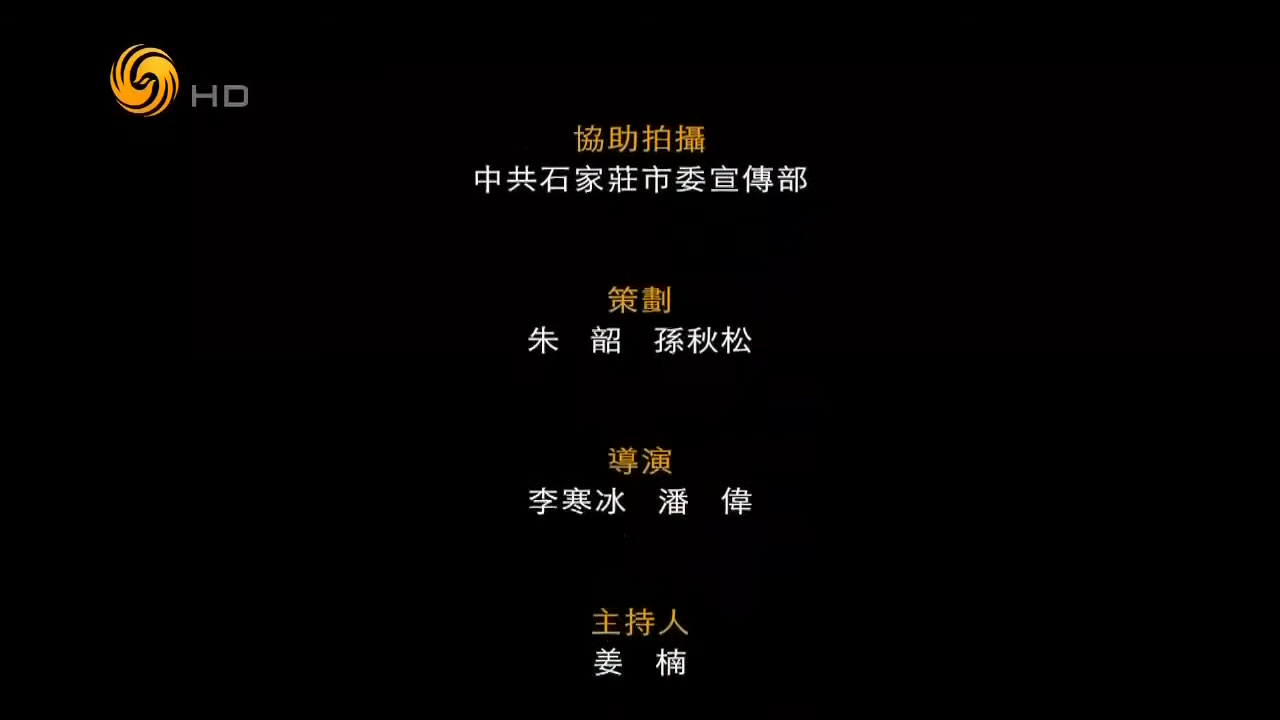 HD
協助拍攝
中共石家莊市委宣傳部
策劃
朱　韶　孫秋松
導演
李寒冰　潘　偉
主持人
姜　楠